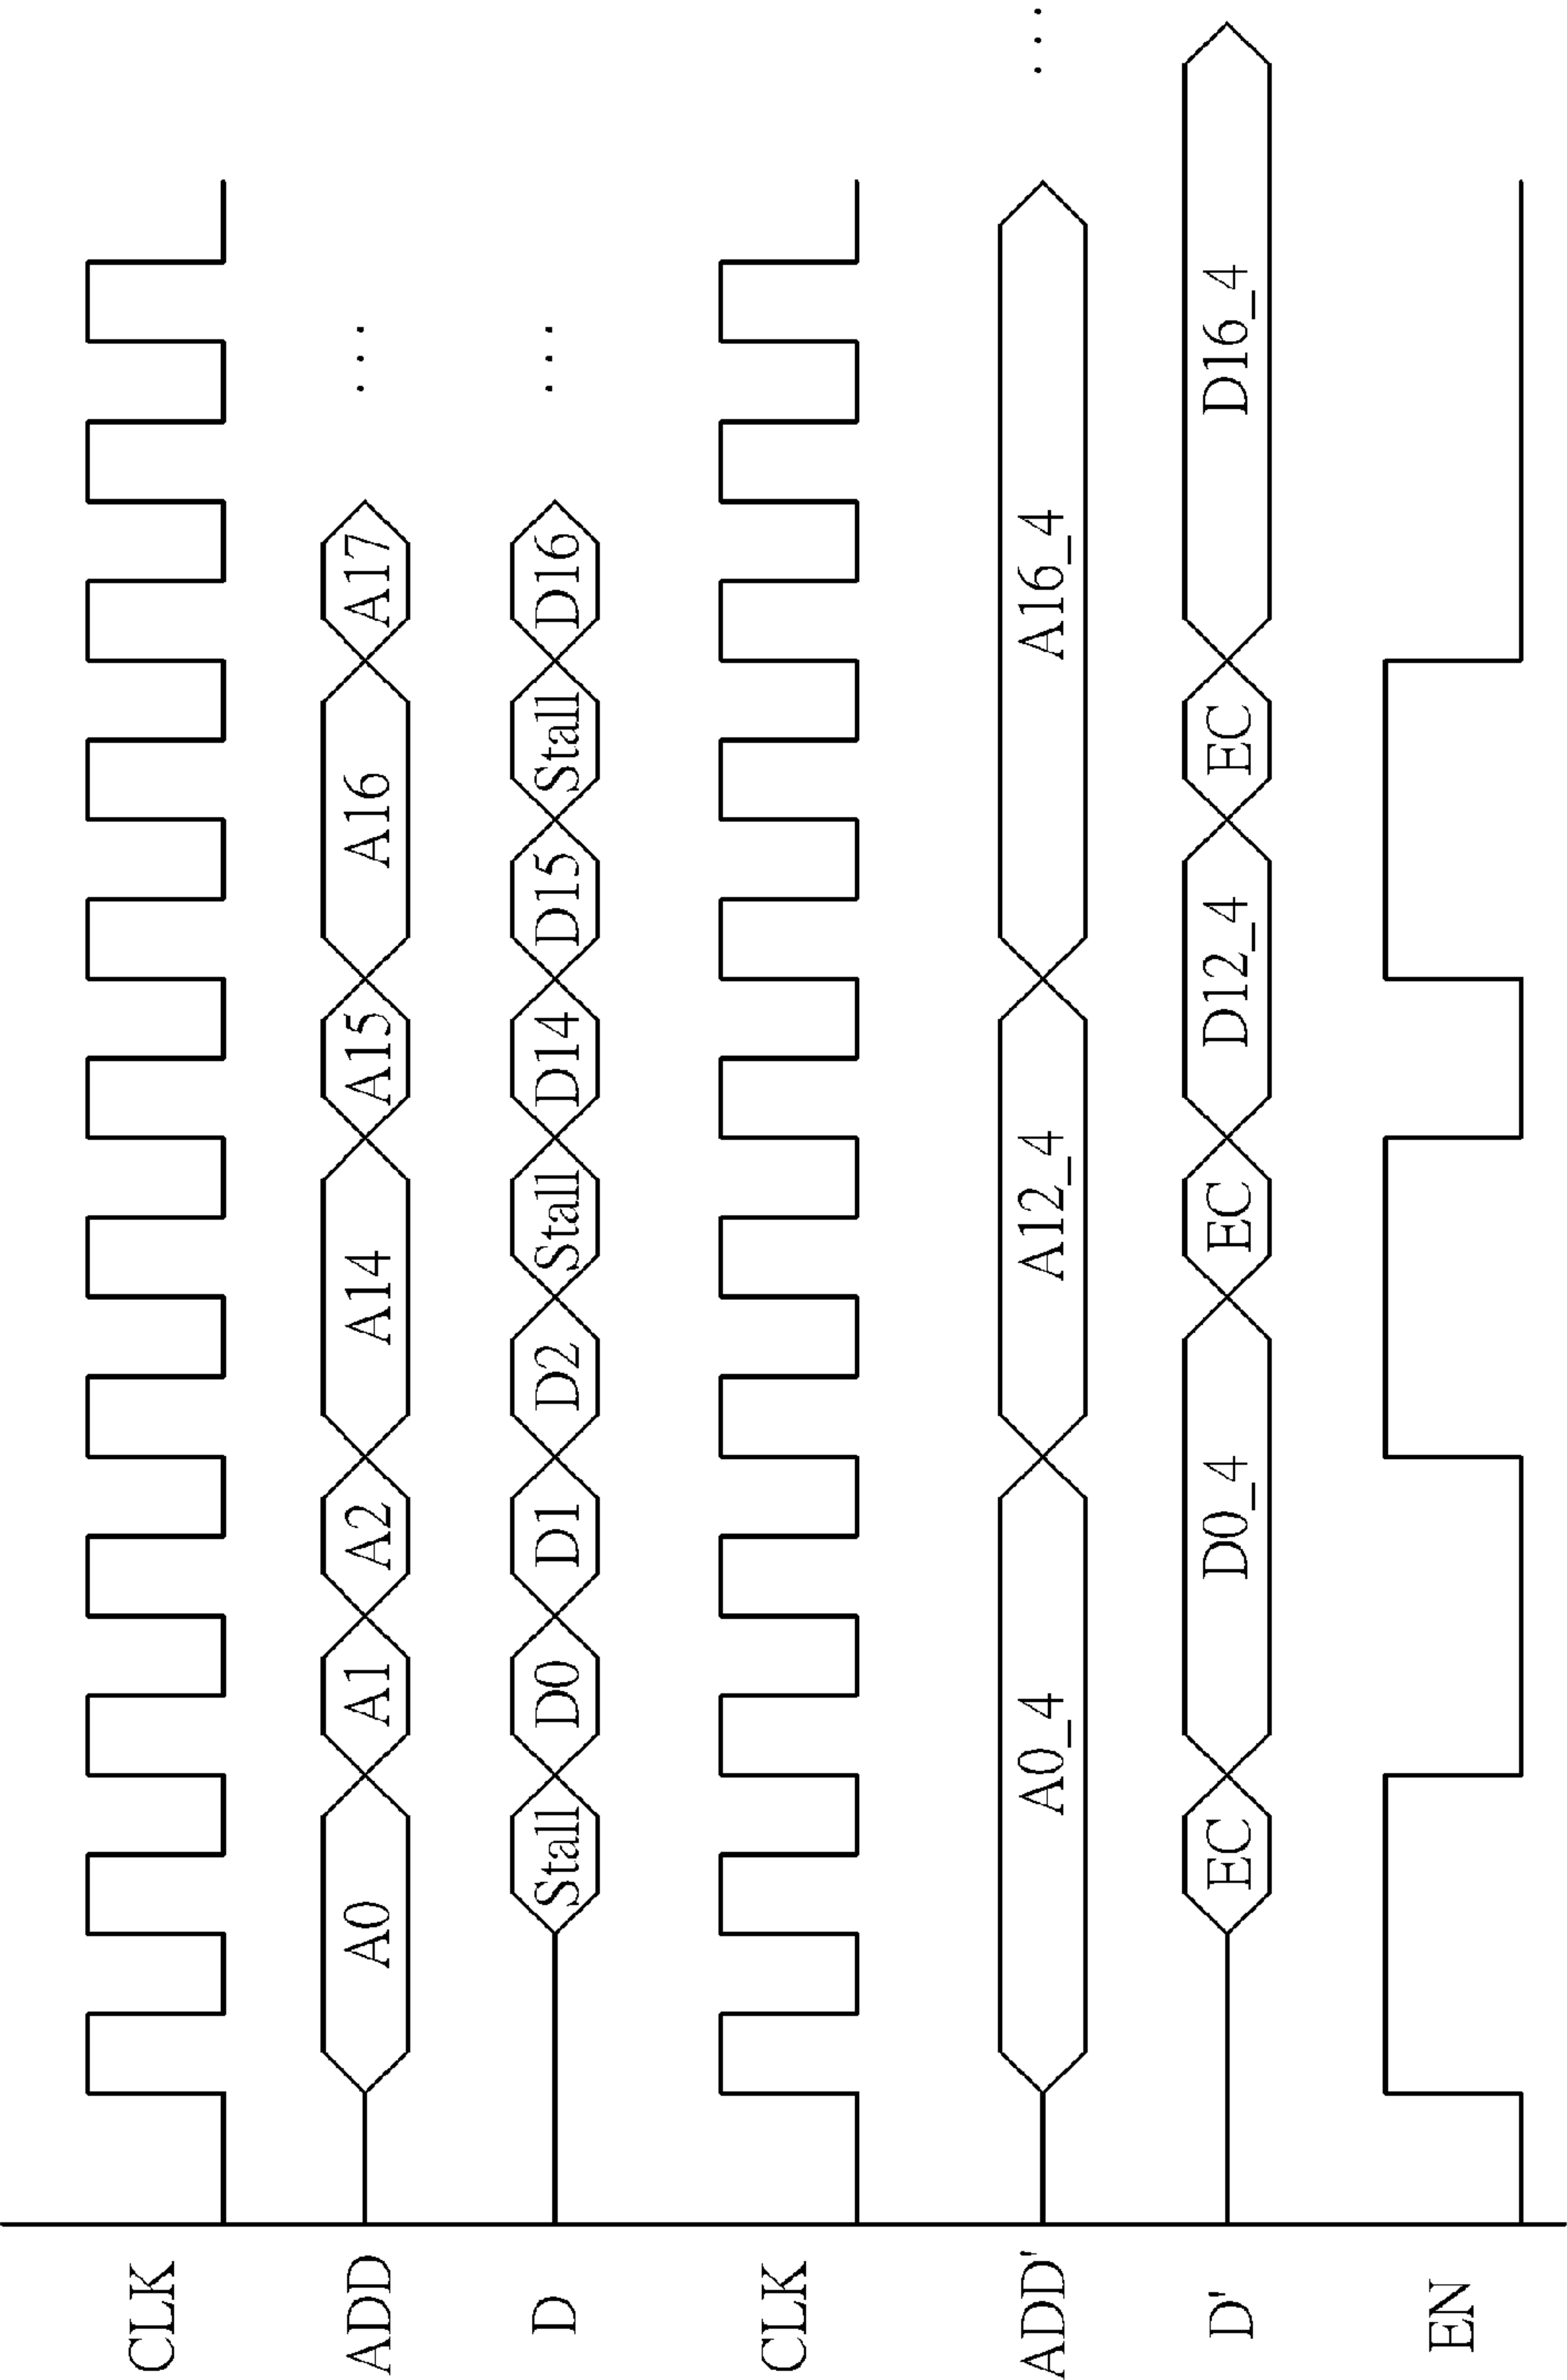 CLK
ADD A0 A1 A2 A14 A15 A16 A17 ...
D Stall D0 D1 D2 Stall D14 D15 Stall D16 ...
CLK
ADD' A0_4 A12_4 A16_4 ...
D' EC D0_4 EC D12_4 EC D16_4
EN